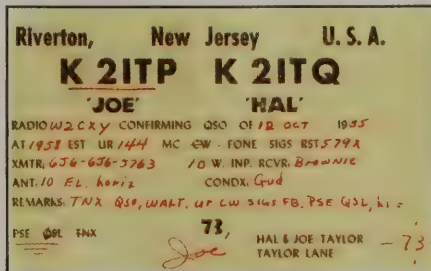 Riverton, New Jersey U. S. A.
K 2ITP K 2ITQ
'JOE' 'HAL'
RADIO W2CXY CONFIRMING QSO OF 12 OCT 1955
AT 1958 EST UR 144 MC CW - FONE SIGS RST 579X
XMTR: 6J6-6J6-5763 10 W. INP. RCVR: Brownie
ANT: 10 EL. horiz CONDX: Gud
REMARKS: TNX QSO, WALT, UR CW SIGS FB. PSE QSL, hi =
PSE QSL TNX 73,
Joe HAL & JOE TAYLOR - 73
TAYLOR LANE